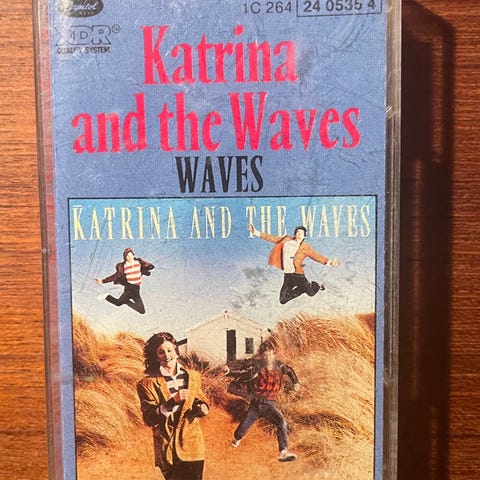 Capitol
1C 264 24 0535 4
XDR®
QUALITY SYSTEM
Katrina
and the Waves
WAVES
KATRINA AND THE WAVES